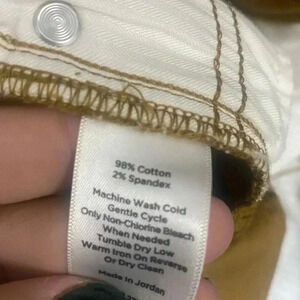 98% Cotton
2% Spandex
Machine Wash Cold
Gentle Cycle
Only Non-Chlorine Bleach
When Needed
Tumble Dry Low
Warm Iron On Reverse
Or Dry Clean
Made In Jordan